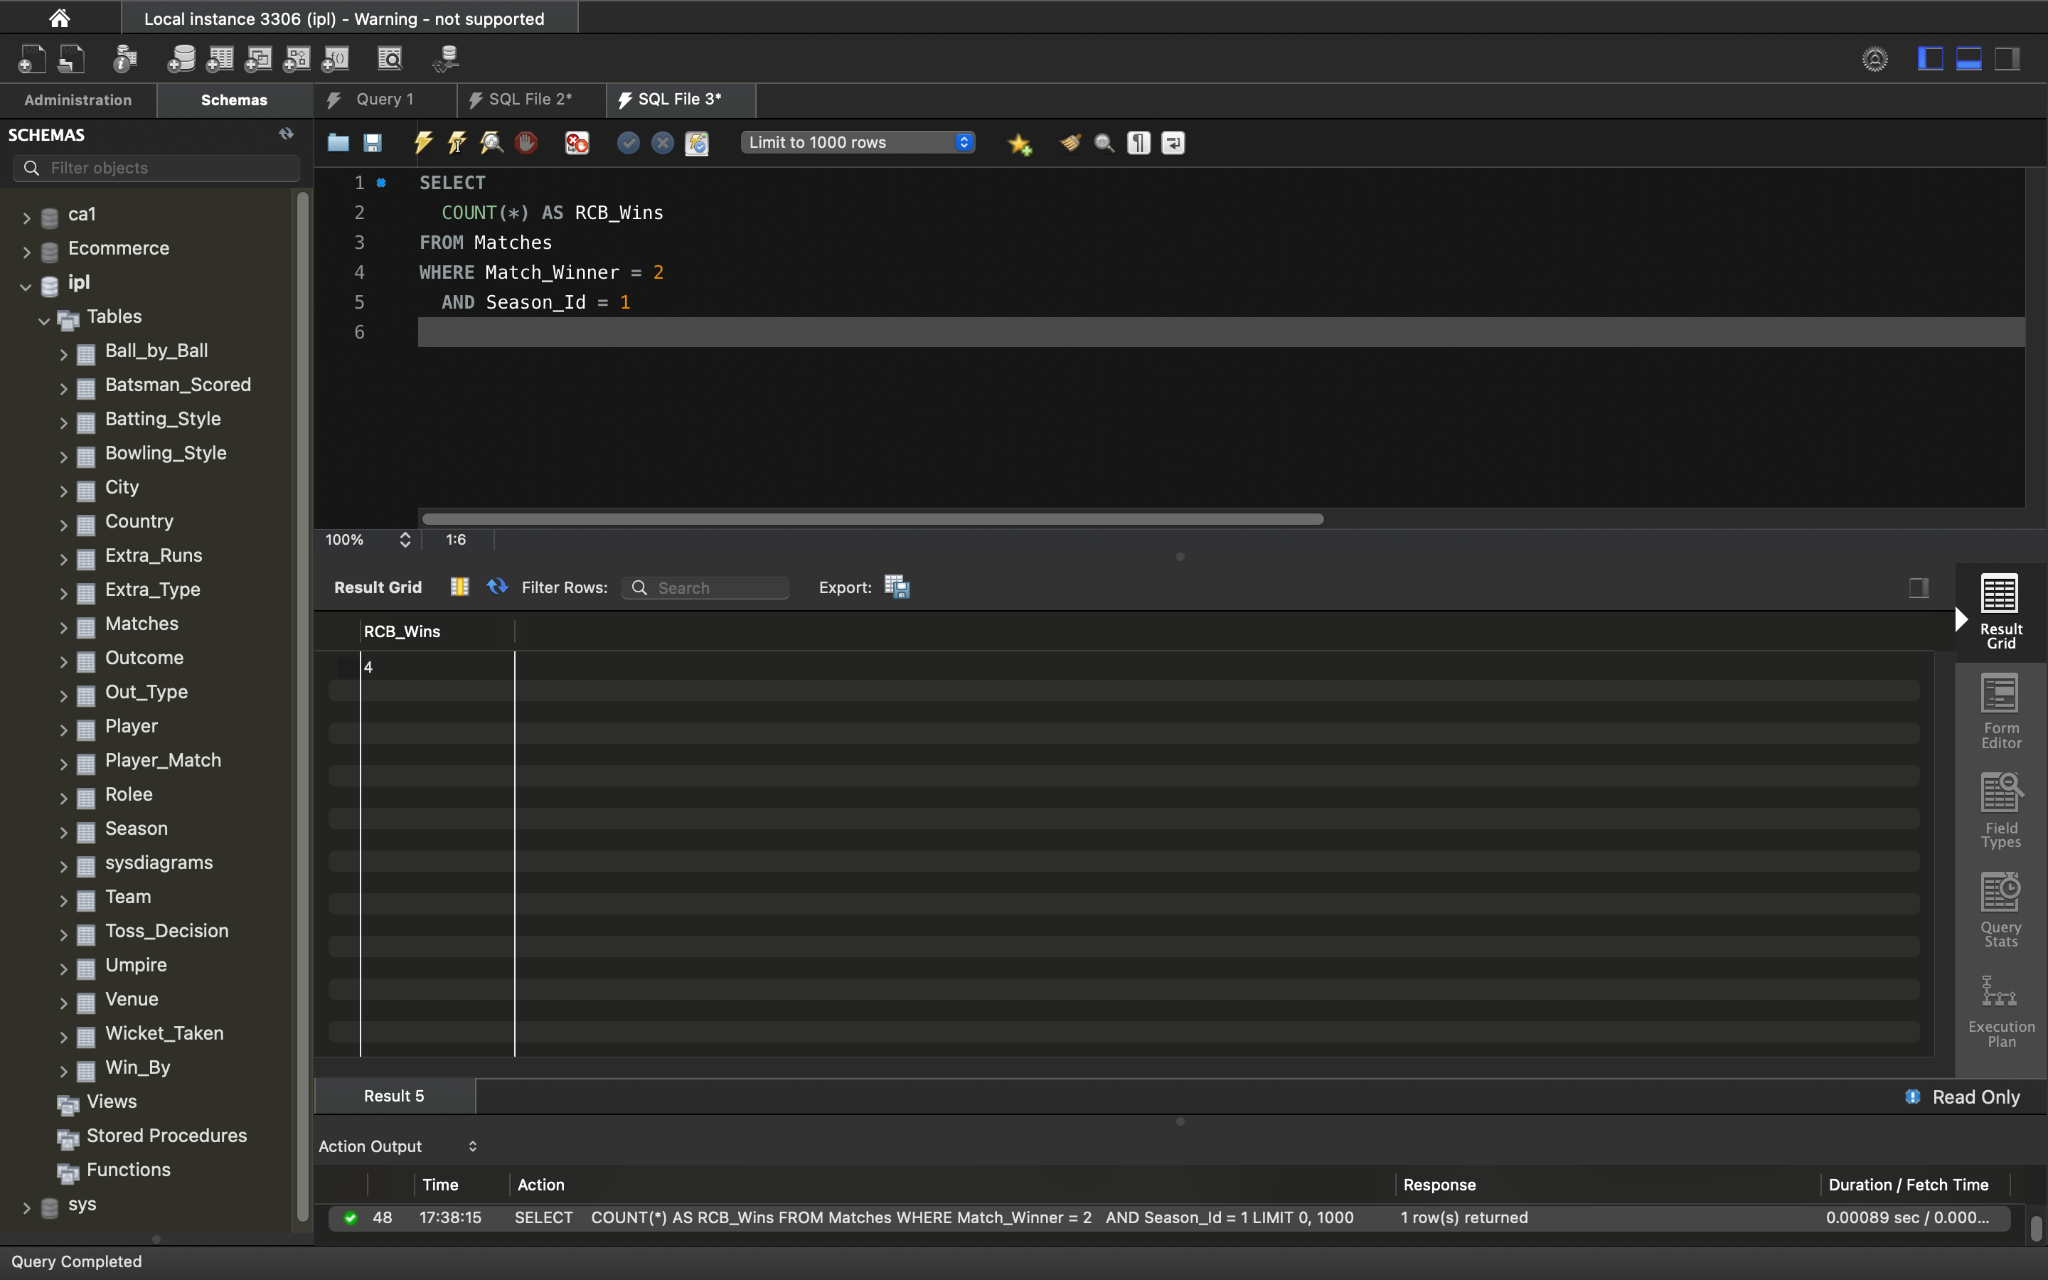 Local instance 3306 (ipl) - Warning - not supported
Administration
Schemas
Query 1
SQL File 2*
SQL File 3*
SCHEMAS
Filter objects
Limit to 1000 rows
ca1
Ecommerce
ipl
Tables
Ball_by_Ball
Batsman_Scored
Batting_Style
Bowling_Style
City
Country
Extra_Runs
Extra_Type
Matches
Outcome
Out_Type
Player
Player_Match
Rolee
Season
sysdiagrams
Team
Toss_Decision
Umpire
Venue
Wicket_Taken
Win_By
Views
Stored Procedures
Functions
sys
1 SELECT
2 COUNT(*) AS RCB_Wins
3 FROM Matches
4 WHERE Match_Winner = 2
5 AND Season_Id = 1
6
100% 1:6
Result Grid Filter Rows: Search Export:
RCB_Wins
4
Result
Grid
Form
Editor
Field
Types
Query
Stats
Execution
Plan
Result 5
Read Only
Action Output
Time Action Response Duration / Fetch Time
48 17:38:15 SELECT COUNT(*) AS RCB_Wins FROM Matches WHERE Match_Winner = 2 AND Season_Id = 1 LIMIT 0, 1000 1 row(s) returned 0.00089 sec / 0.000...
Query Completed